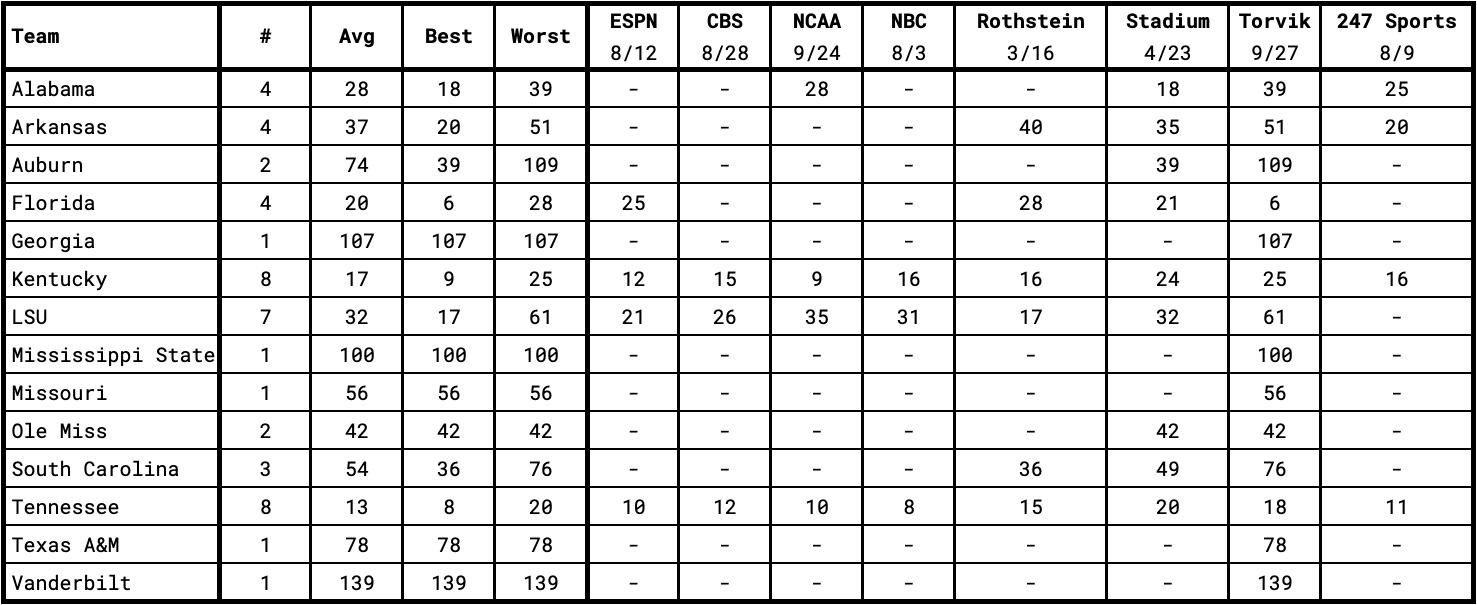 Team # Avg Best Worst ESPN CBS NCAA NBC Rothstein Stadium Torvik 247 Sports
8/12 8/28 9/24 8/3 3/16 4/23 9/27 8/9
Alabama 4 28 18 39 - - 28 - - 18 39 25
Arkansas 4 37 20 51 - - - - 40 35 51 20
Auburn 2 74 39 109 - - - - - 39 109 -
Florida 4 20 6 28 25 - - - 28 21 6 -
Georgia 1 107 107 107 - - - - - - 107 -
Kentucky 8 17 9 25 12 15 9 16 16 24 25 16
LSU 7 32 17 61 21 26 35 31 17 32 61 -
Mississippi State 1 100 100 100 - - - - - - 100 -
Missouri 1 56 56 56 - - - - - - 56 -
Ole Miss 2 42 42 42 - - - - - 42 42 -
South Carolina 3 54 36 76 - - - - 36 49 76 -
Tennessee 8 13 8 20 10 12 10 8 15 20 18 11
Texas A&M 1 78 78 78 - - - - - - 78 -
Vanderbilt 1 139 139 139 - - - - - - 139 -